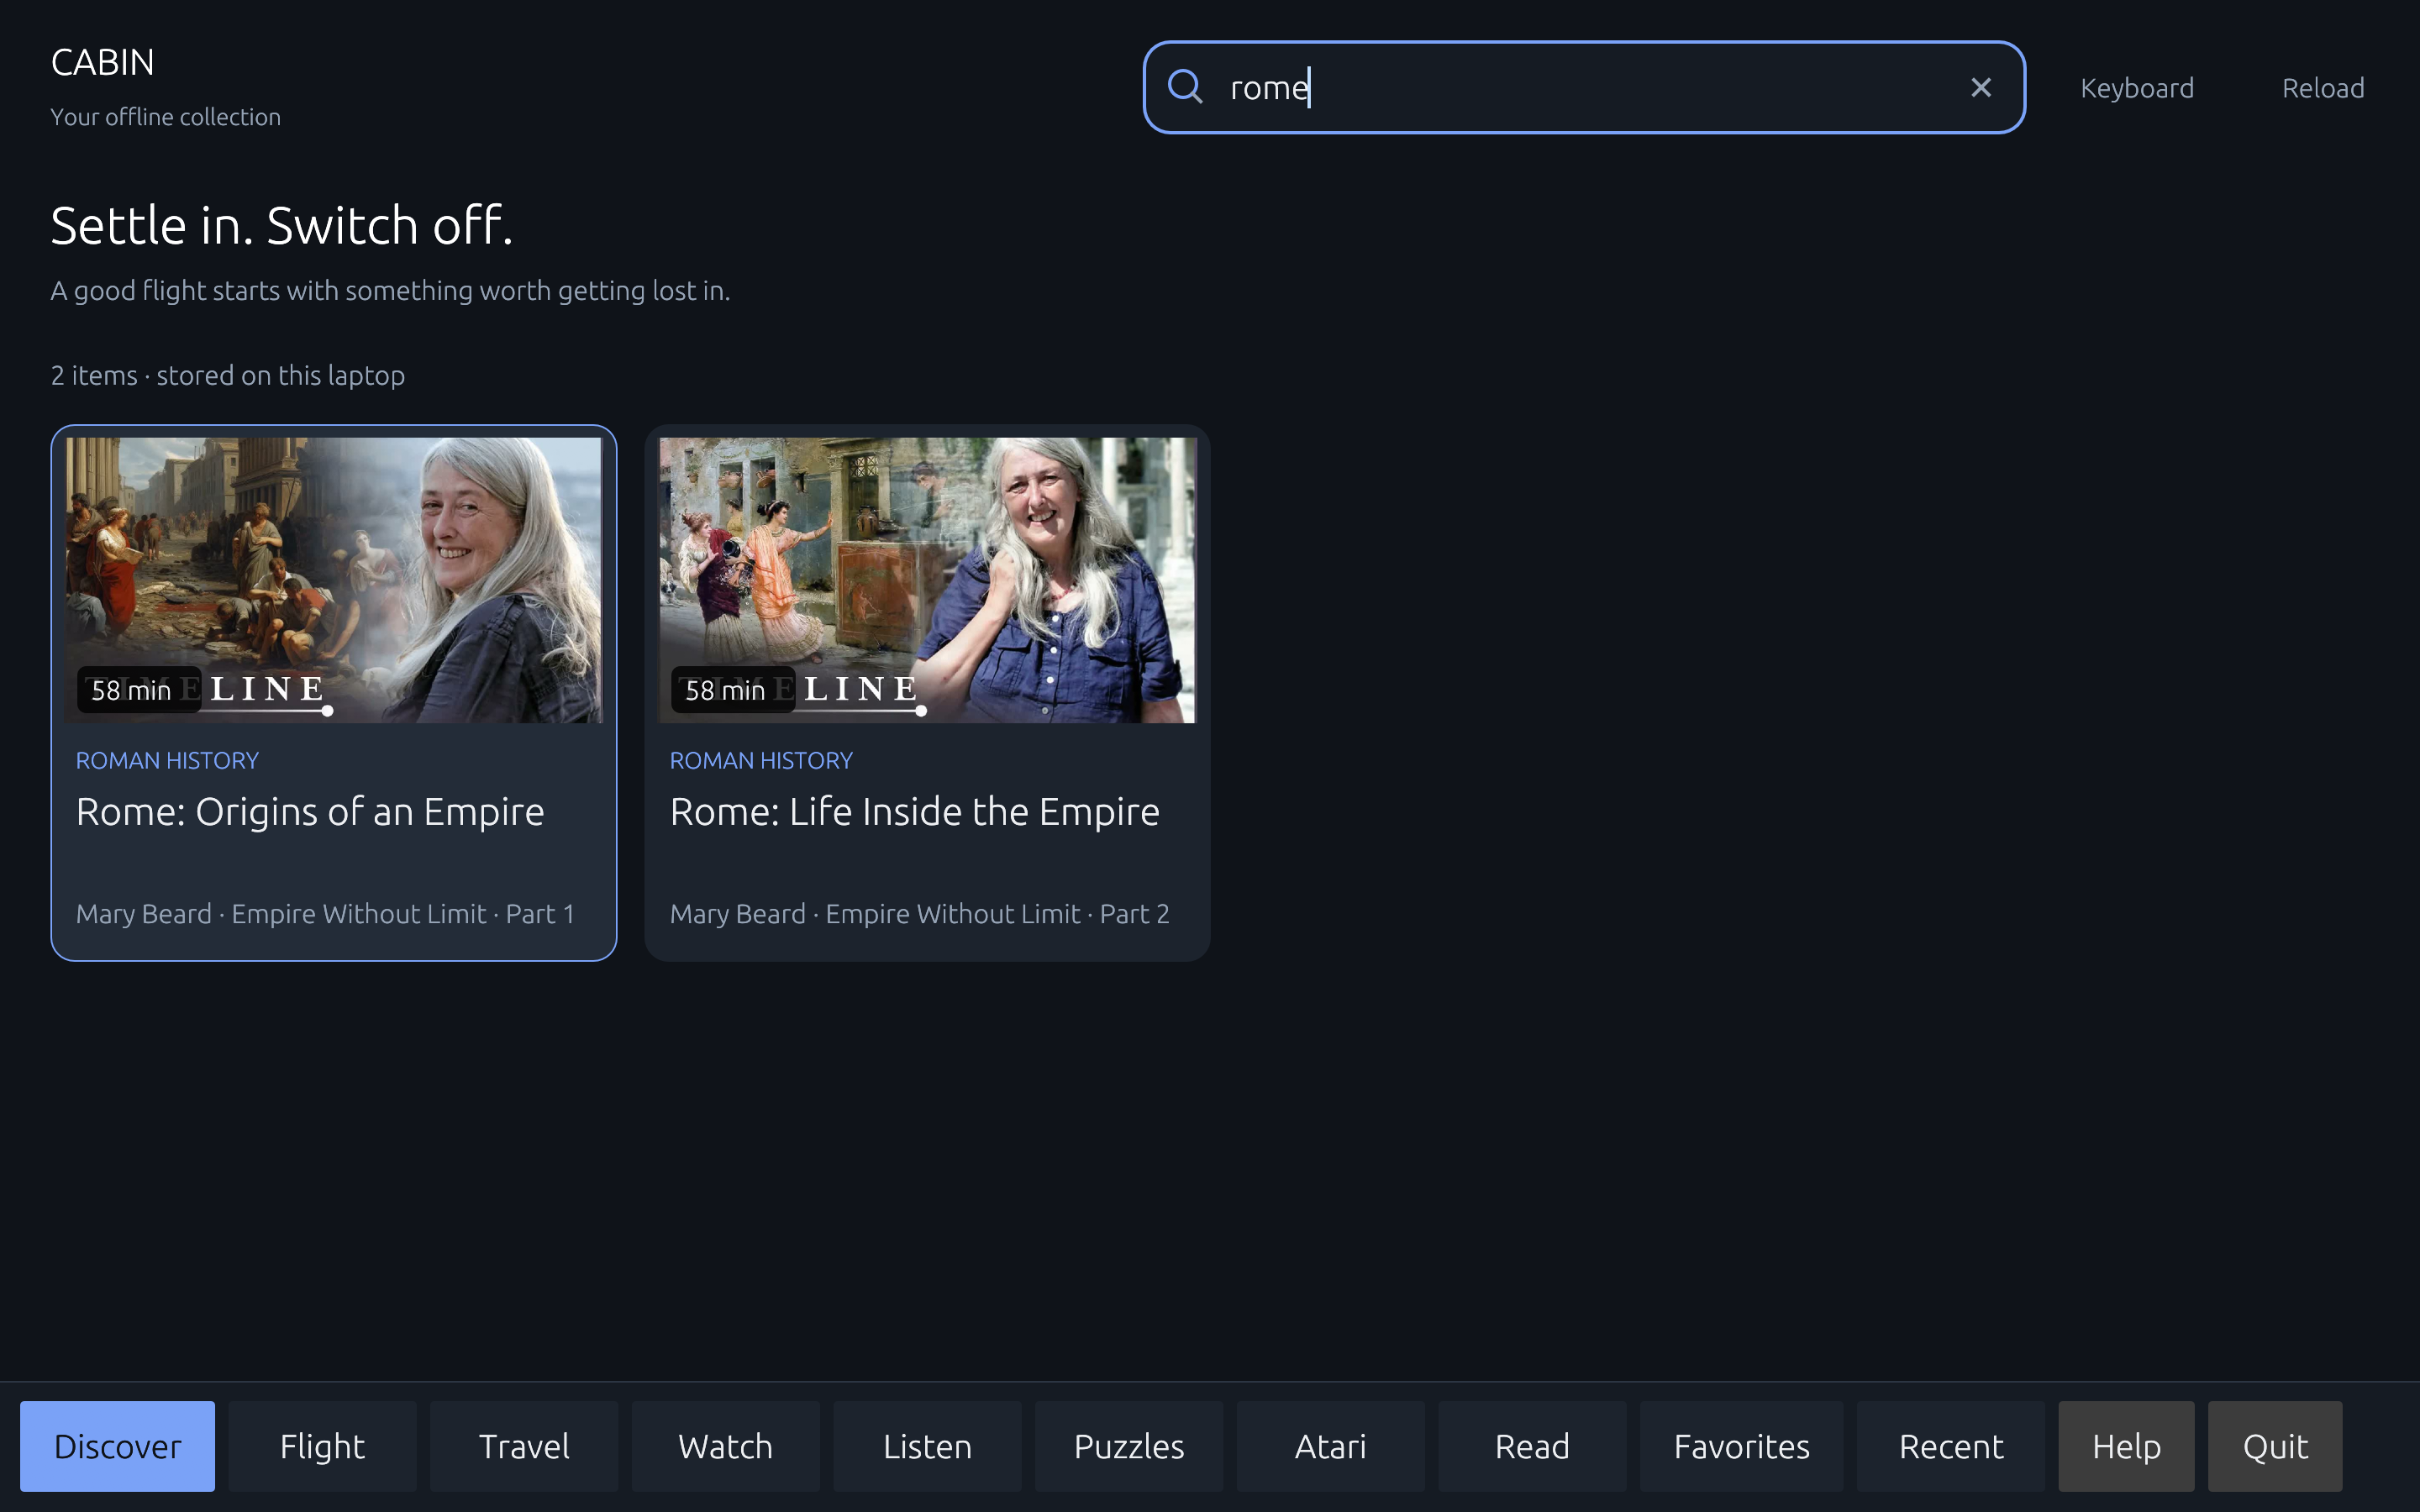 CABIN
Your offline collection
rome
Keyboard
Reload
Settle in. Switch off.
A good flight starts with something worth getting lost in.
2 items · stored on this laptop
58 min
LINE
58 min
LINE
ROMAN HISTORY
Rome: Origins of an Empire
Mary Beard · Empire Without Limit · Part 1
ROMAN HISTORY
Rome: Life Inside the Empire
Mary Beard · Empire Without Limit · Part 2
Discover
Flight
Travel
Watch
Listen
Puzzles
Atari
Read
Favorites
Recent
Help
Quit